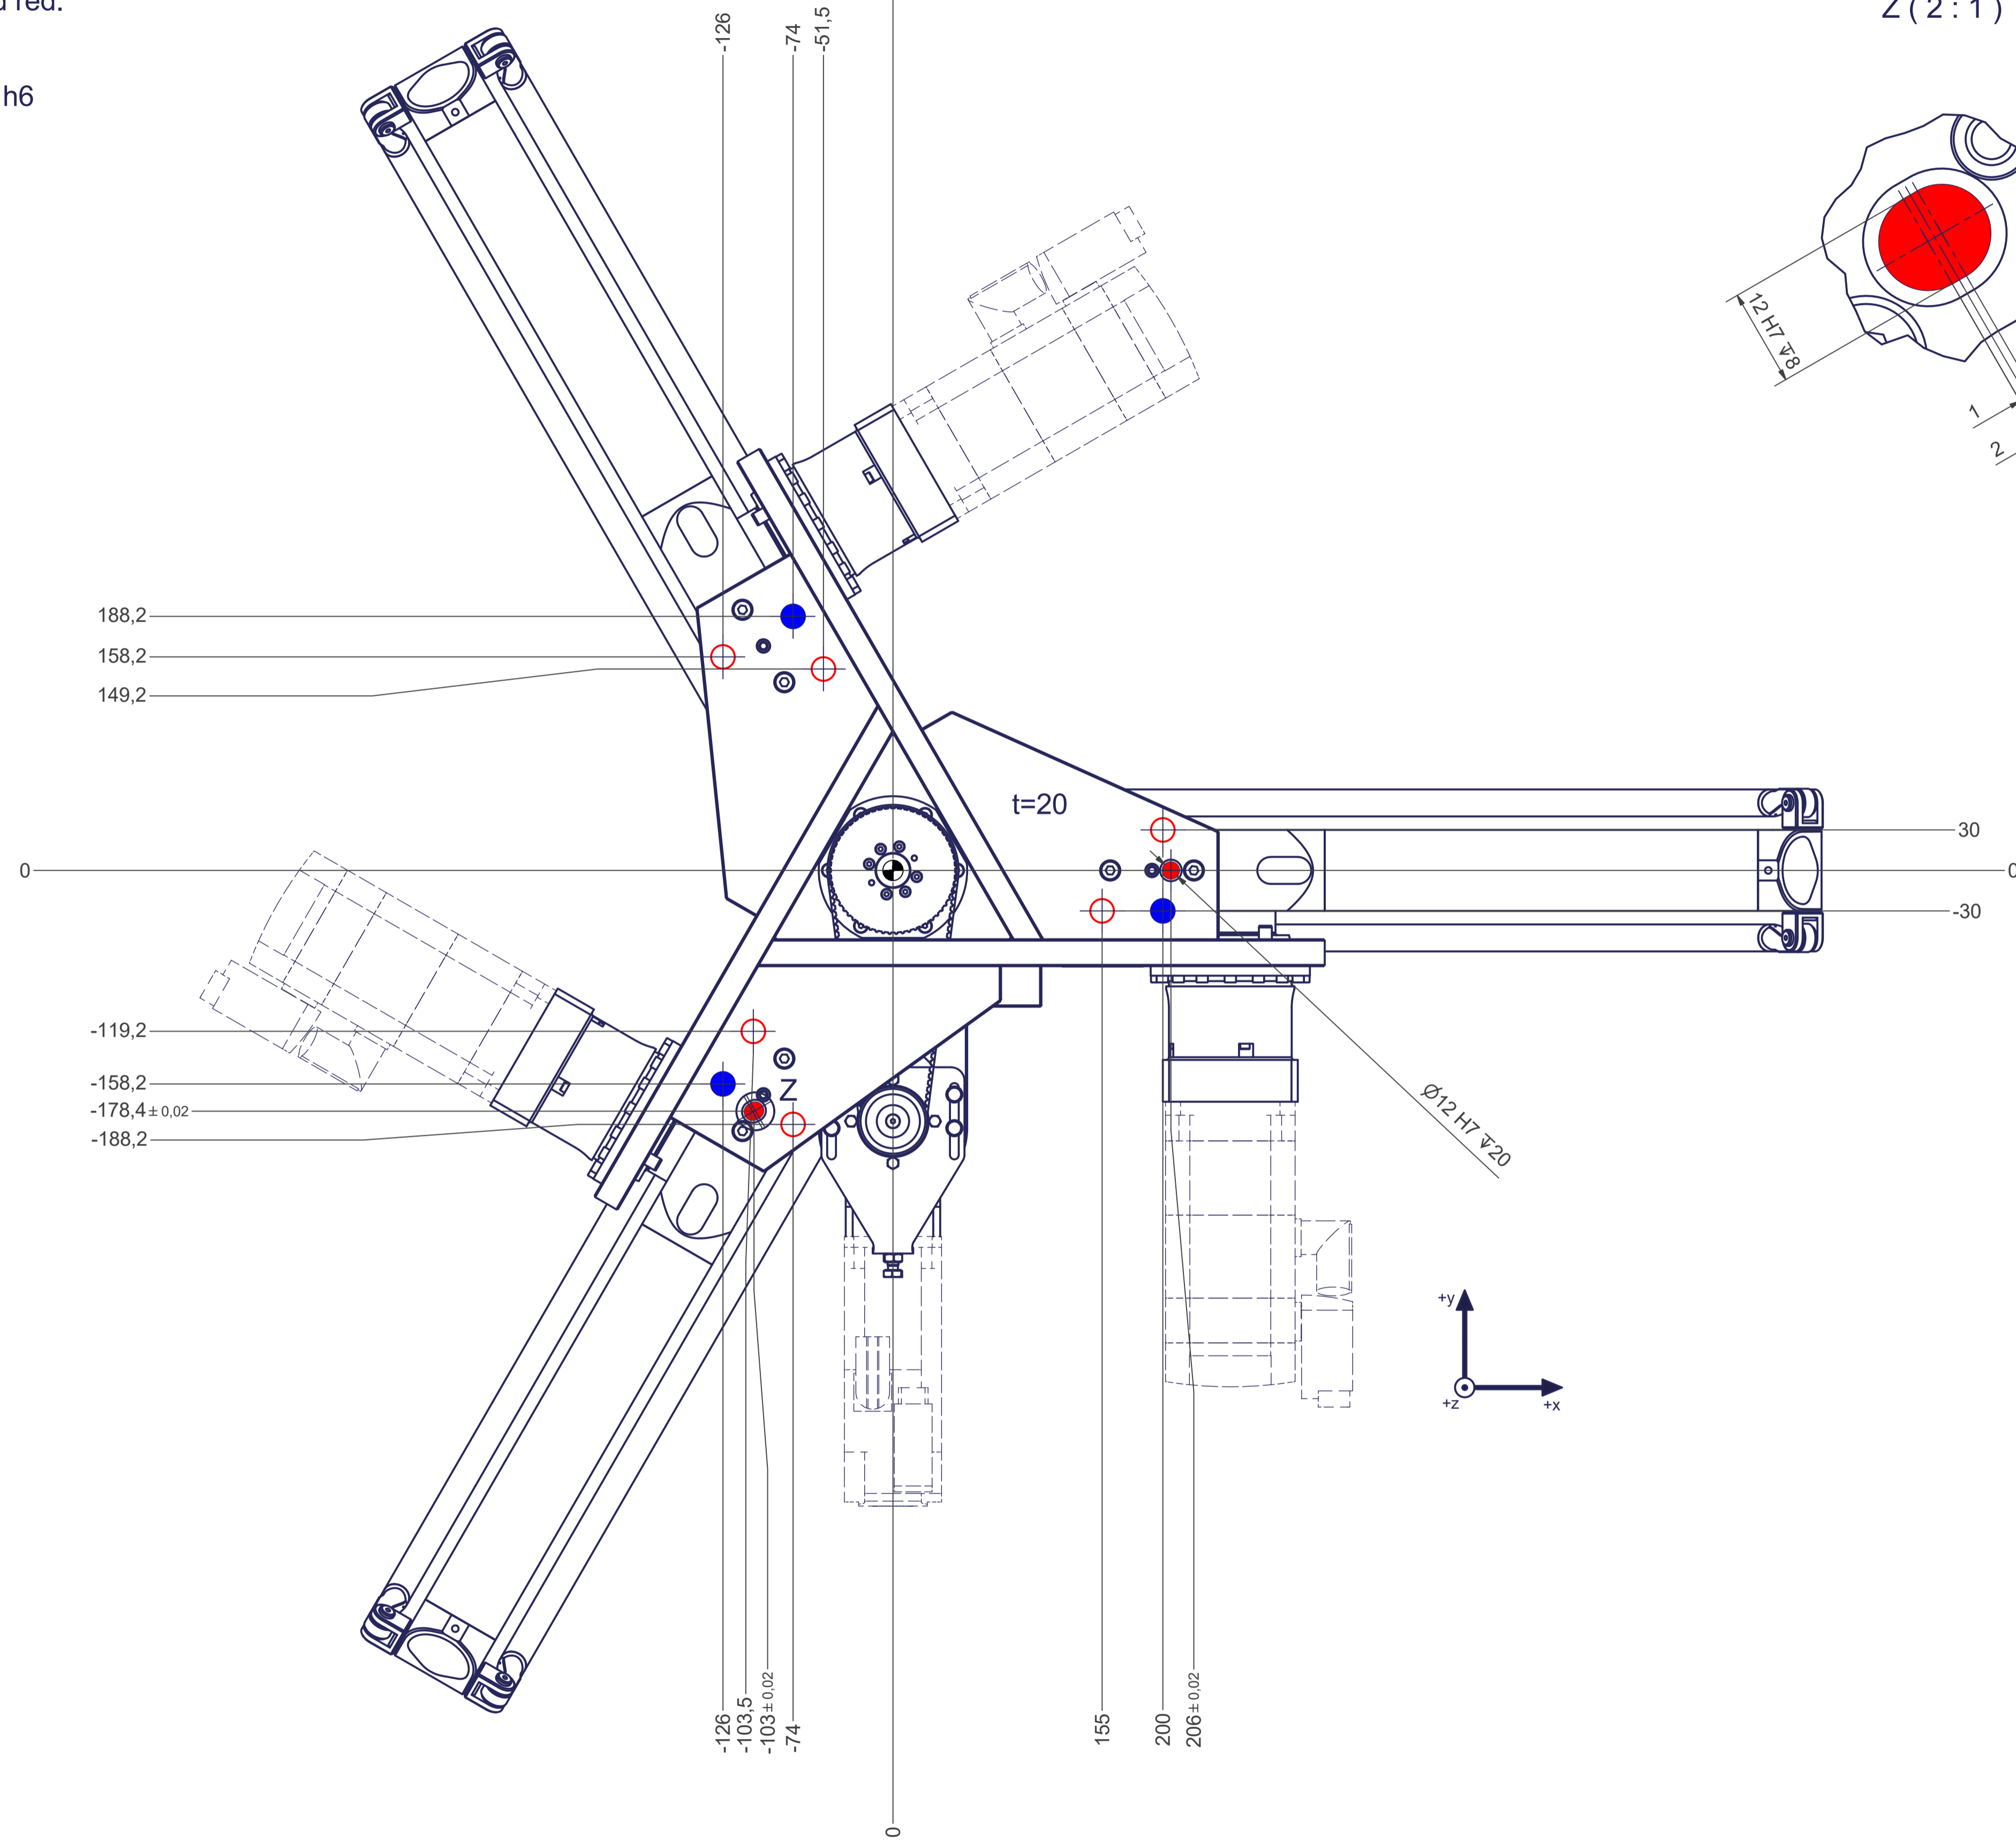 d red.
h6
Z ( 2 : 1 )
-126
-74
-51,5
12 H7 ↧8
1
2
188,2
158,2
149,2
t=20
30
0
0
-30
-119,2
-158,2
Z
-178,4 ± 0,02
-188,2
Ø12 H7 ↧20
+y
+z
+x
-126
-103,5
-103± 0,02
-74
155
200
206± 0,02
0